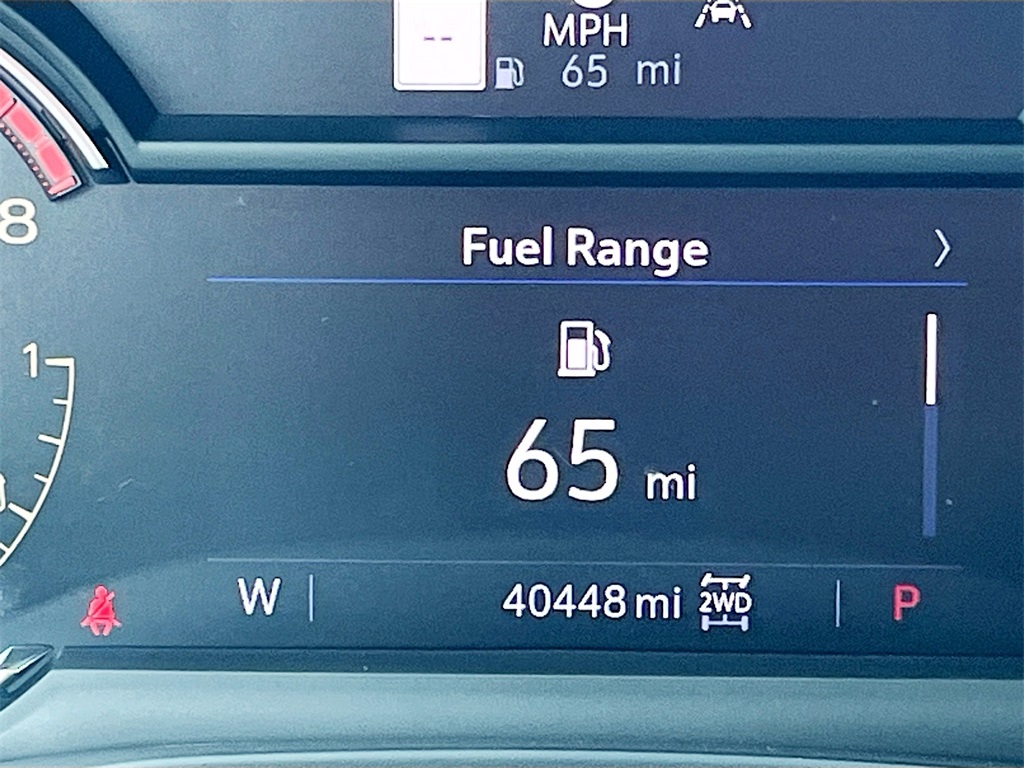 --
MPH
65 mi
8
Fuel Range
1
65 mi
W
40448 mi 2WD
P